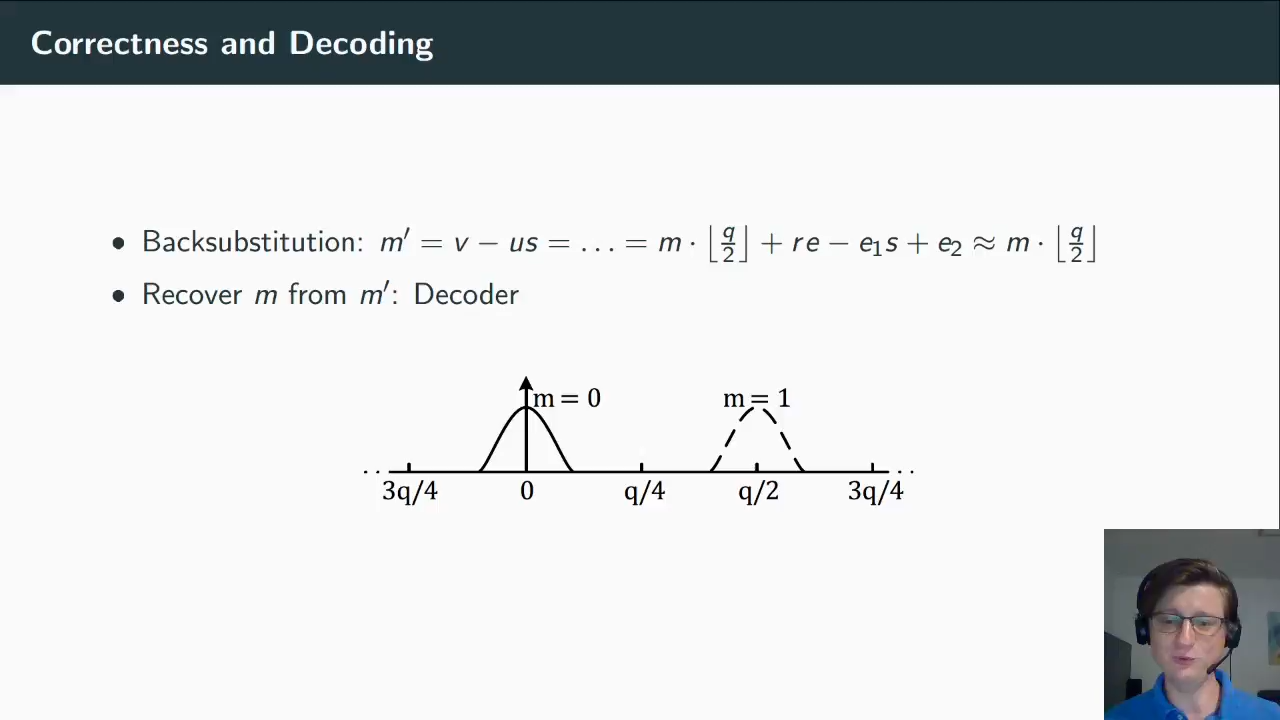 Correctness and Decoding
• Backsubstitution: m′ = v − us = . . . = m · ⌊q/2⌋ + re − e₁s + e₂ ≈ m · ⌊q/2⌋
• Recover m from m′: Decoder
m = 0 m = 1
·· 3q/4 0 q/4 q/2 3q/4 ··